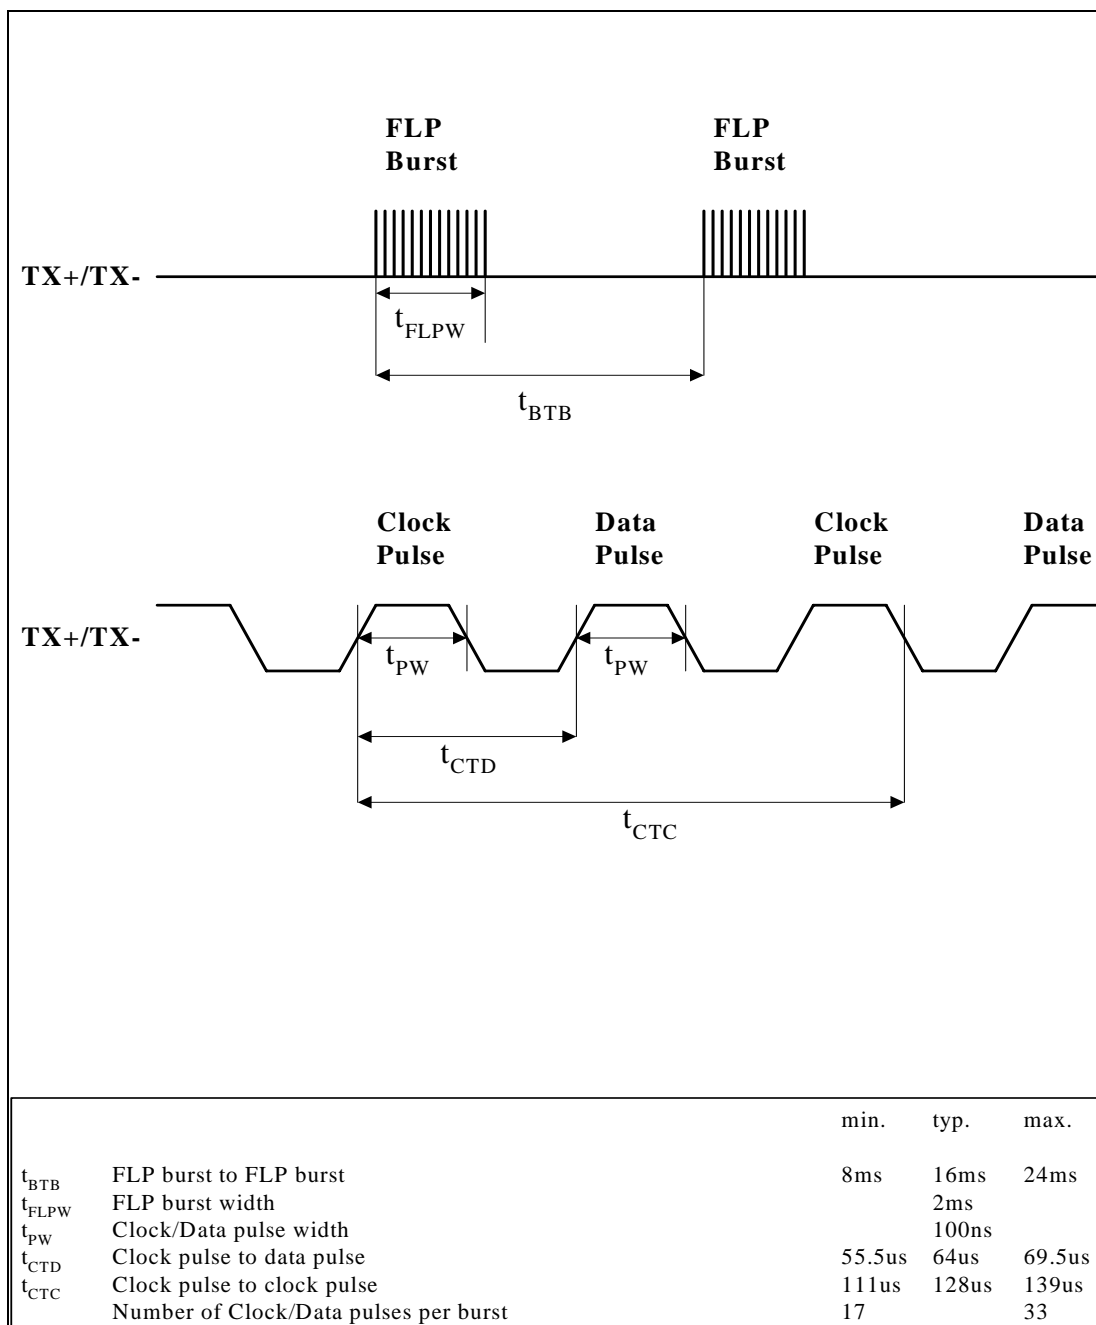 FLP FLP
Burst Burst
TX+/TX-
tFLPW
tBTB
Clock Data Clock Data
Pulse Pulse Pulse Pulse
TX+/TX-
tPW tPW
tCTD
tCTC
min. typ. max.
tBTB FLP burst to FLP burst 8ms 16ms 24ms
tFLPW FLP burst width 2ms
tPW Clock/Data pulse width 100ns
tCTD Clock pulse to data pulse 55.5us 64us 69.5us
tCTC Clock pulse to clock pulse 111us 128us 139us
Number of Clock/Data pulses per burst 17 33